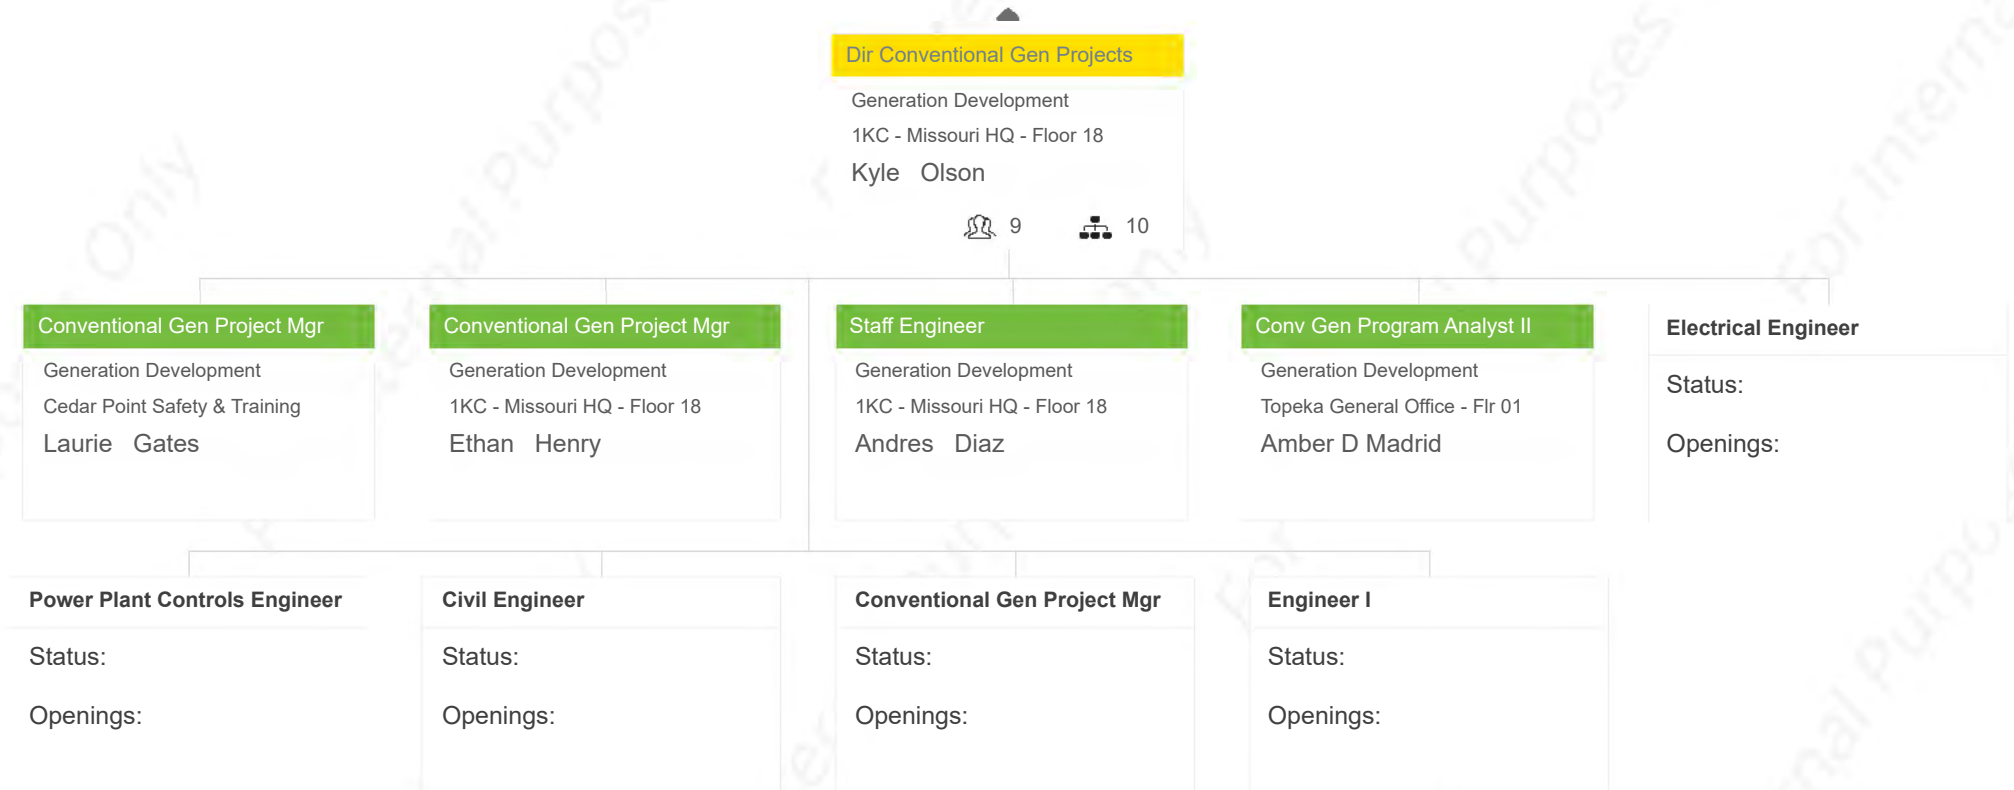 Dir Conventional Gen Projects
Generation Development
1KC - Missouri HQ - Floor 18
Kyle Olson
9 10
Conventional Gen Project Mgr
Generation Development
Cedar Point Safety & Training
Laurie Gates
Conventional Gen Project Mgr
Generation Development
1KC - Missouri HQ - Floor 18
Ethan Henry
Staff Engineer
Generation Development
1KC - Missouri HQ - Floor 18
Andres Diaz
Conv Gen Program Analyst II
Generation Development
Topeka General Office - Flr 01
Amber D Madrid
Electrical Engineer
Status:
Openings:
Power Plant Controls Engineer
Status:
Openings:
Civil Engineer
Status:
Openings:
Conventional Gen Project Mgr
Status:
Openings:
Engineer I
Status:
Openings: